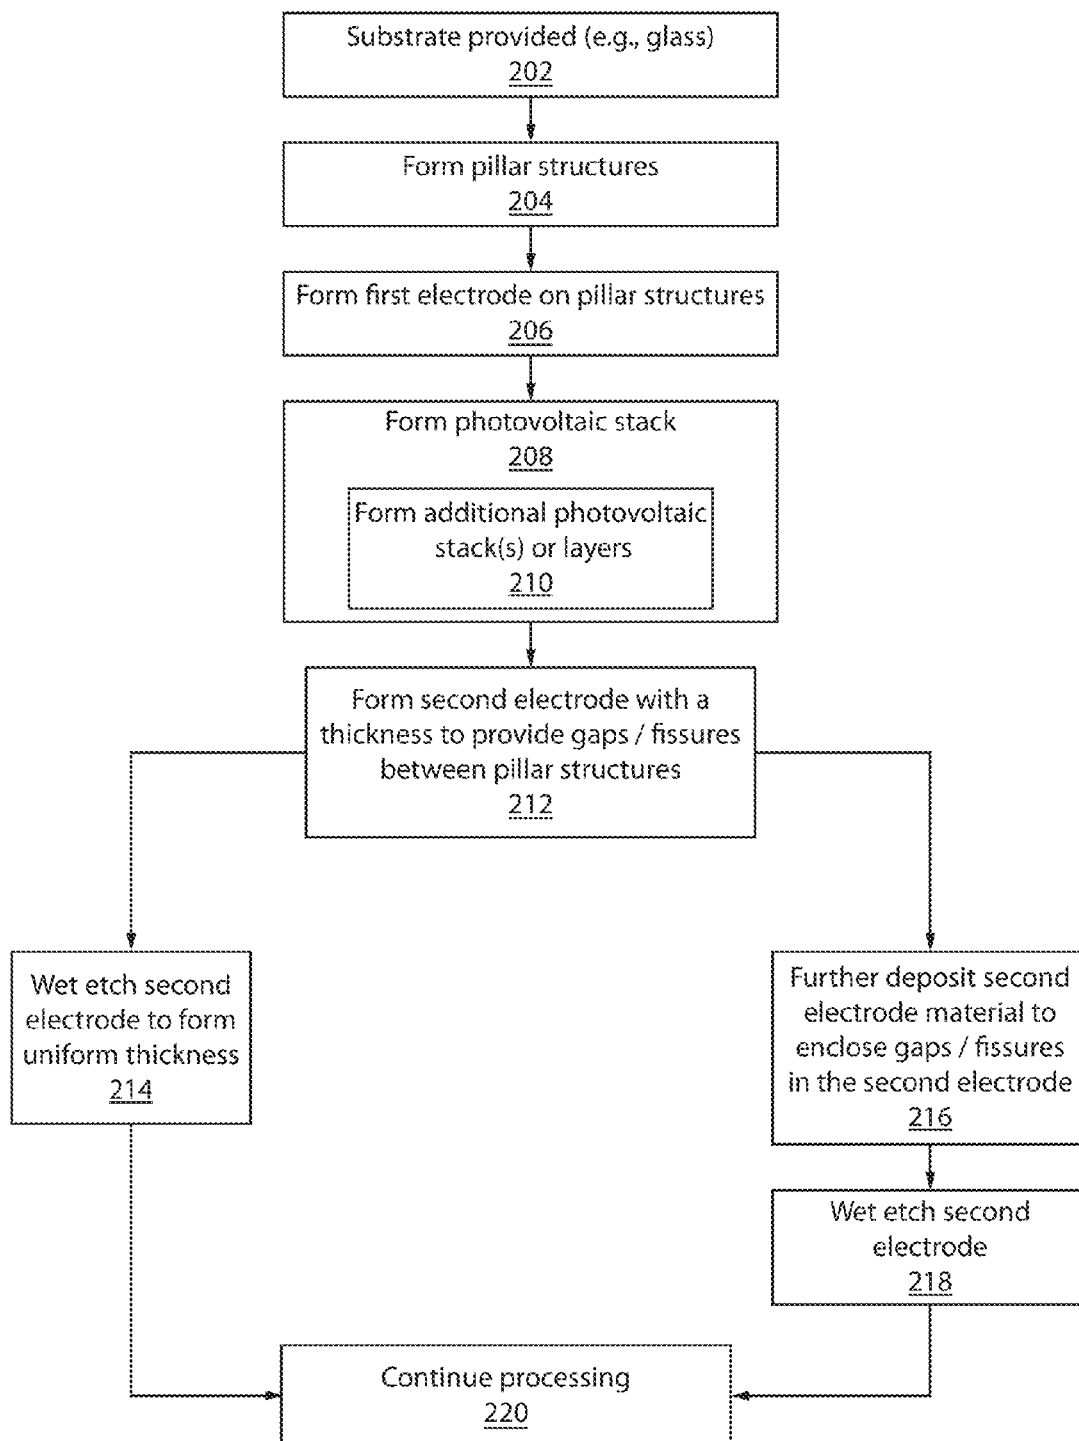 Substrate provided (e.g., glass)
202
Form pillar structures
204
Form first electrode on pillar structures
206
Form photovoltaic stack
208
Form additional photovoltaic
stack(s) or layers
210
Form second electrode with a
thickness to provide gaps / fissures
between pillar structures
212
Wet etch second
electrode to form
uniform thickness
214
Further deposit second
electrode material to
enclose gaps / fissures
in the second electrode
216
Wet etch second
electrode
218
Continue processing
220